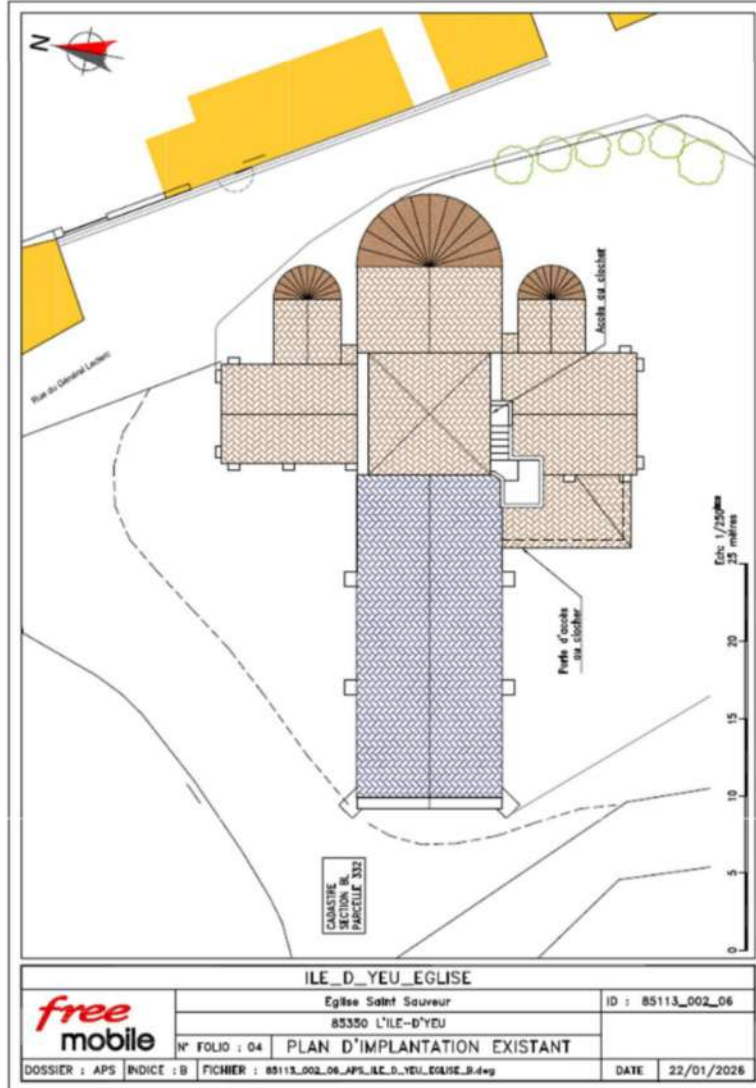 N
Rue du Général Leclerc
Accès au clocher
Porte d'accès
au clocher
Ech: 1/250ème
25 mètres
20
15
10
5
0
CADASTRE
SECTION BL
PARCELLE 332
ILE_D_YEU_EGLISE
free
mobile
Eglise Saint Sauveur
ID : 85113_002_06
85350 L'ILE-D'YEU
N° FOLIO : 04
PLAN D'IMPLANTATION EXISTANT
DOSSIER : APS
INDICE : B
FICHIER : 85113_002_06_APS_ILE_D_YEU_EGLISE_B.dwg
DATE
22/01/2026